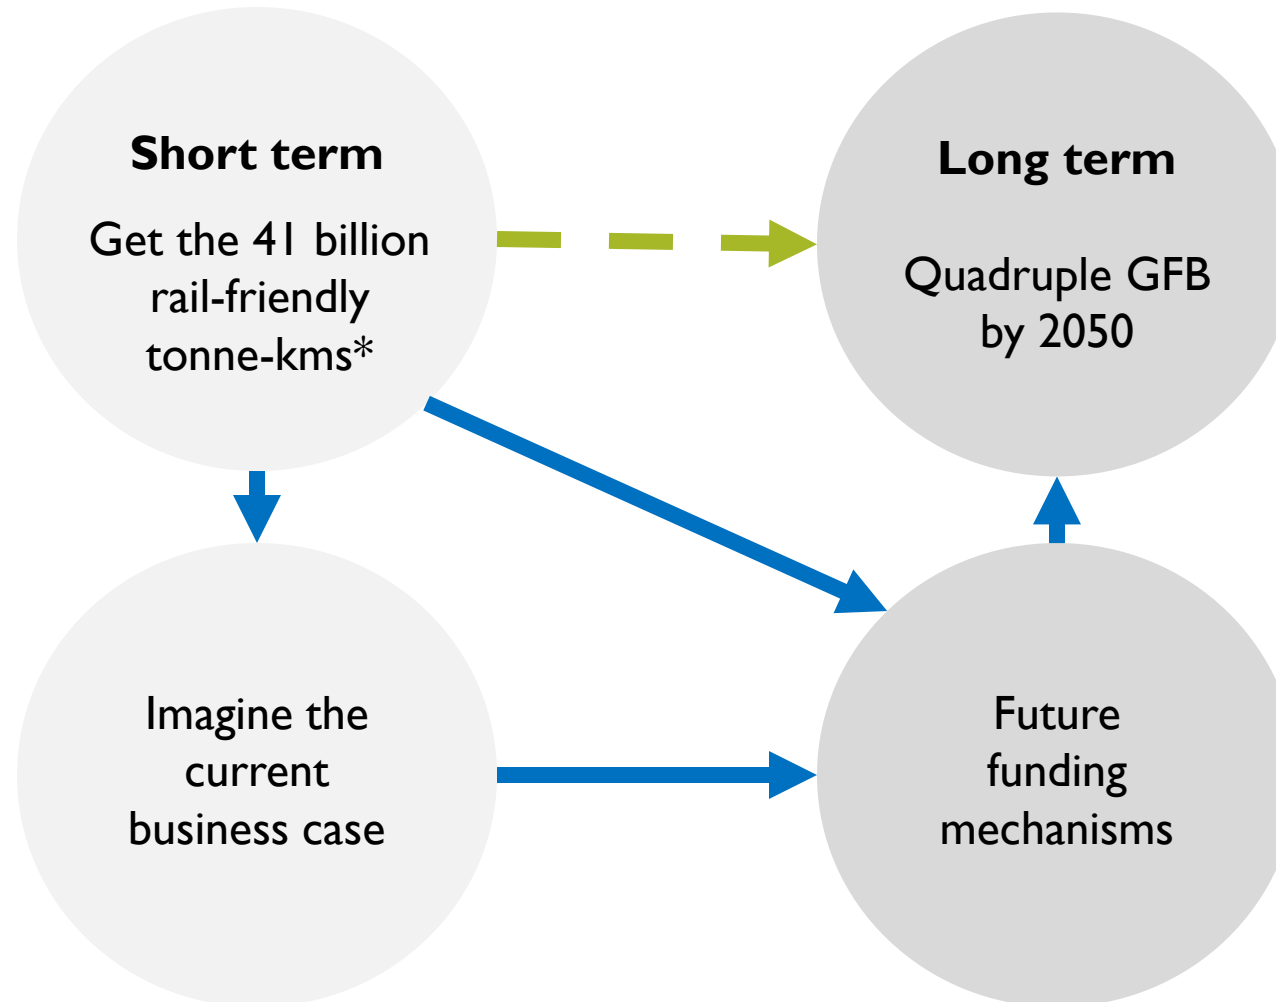 Short term
Get the 41 billion
rail-friendly
tonne-kms*
Long term
Quadruple GFB
by 2050
Imagine the
current
business case
Future
funding
mechanisms